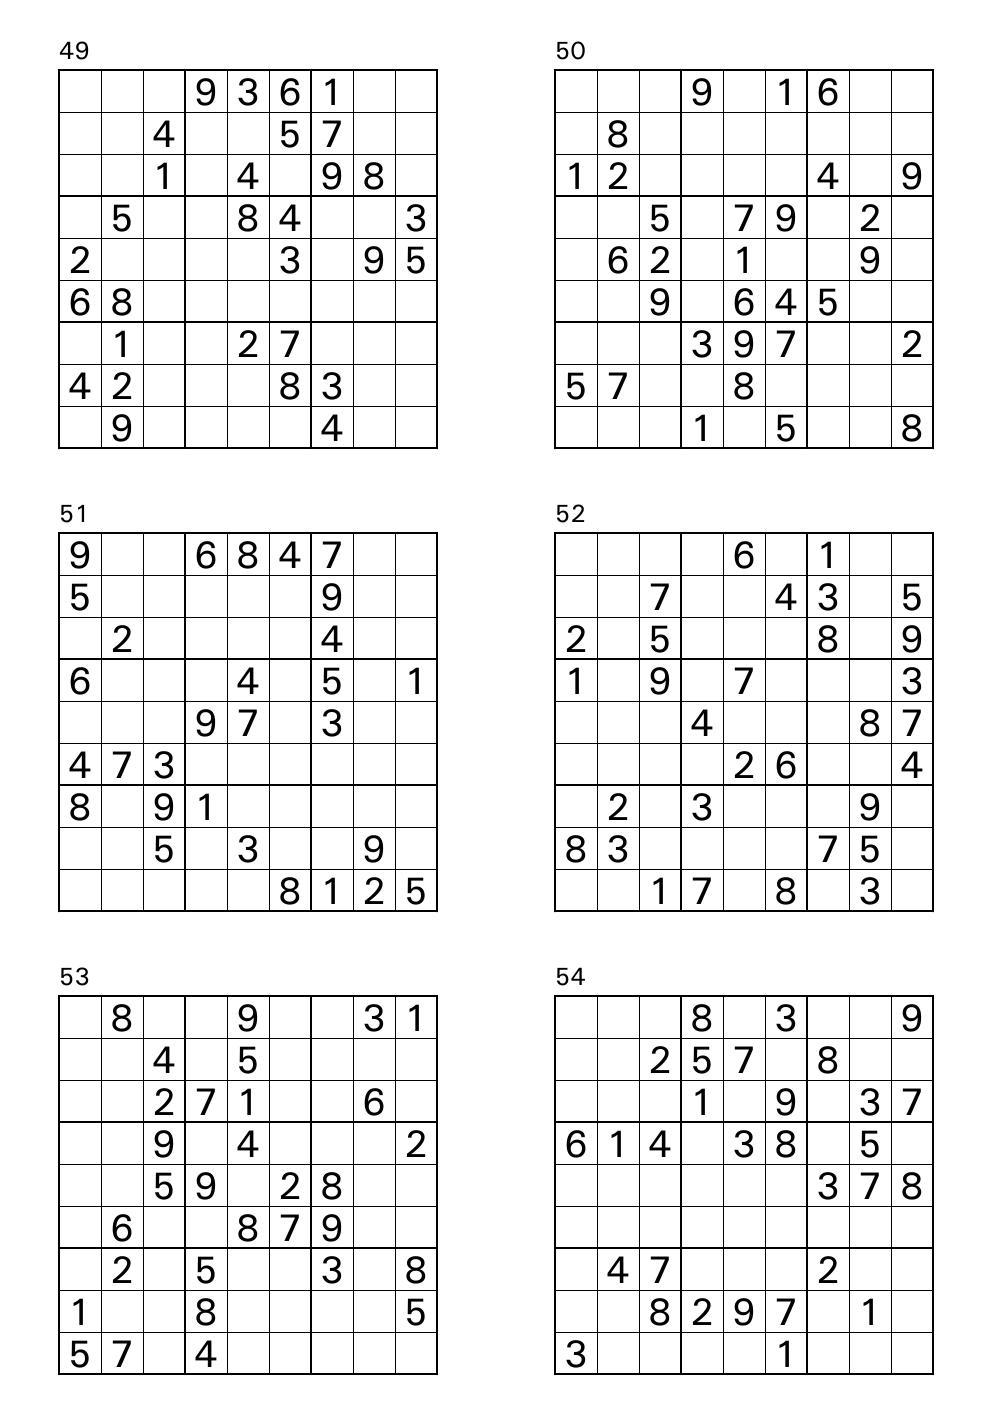 49
9 3 6 1
4 5 7
1 4 9 8
5 8 4 3
2 3 9 5
6 8
1 2 7
4 2 8 3
9 4
50
9 1 6
8
1 2 4 9
5 7 9 2
6 2 1 9
9 6 4 5
3 9 7 2
5 7 8
1 5 8
51
9 6 8 4 7
5 9
2 4
6 4 5 1
9 7 3
4 7 3
8 9 1
5 3 9
8 1 2 5
52
6 1
7 4 3 5
2 5 8 9
1 9 7 3
4 8 7
2 6 4
2 3 9
8 3 7 5
1 7 8 3
53
8 9 3 1
4 5
2 7 1 6
9 4 2
5 9 2 8
6 8 7 9
2 5 3 8
1 8 5
5 7 4
54
8 3 9
2 5 7 8
1 9 3 7
6 1 4 3 8 5
3 7 8
4 7 2
8 2 9 7 1
3 1